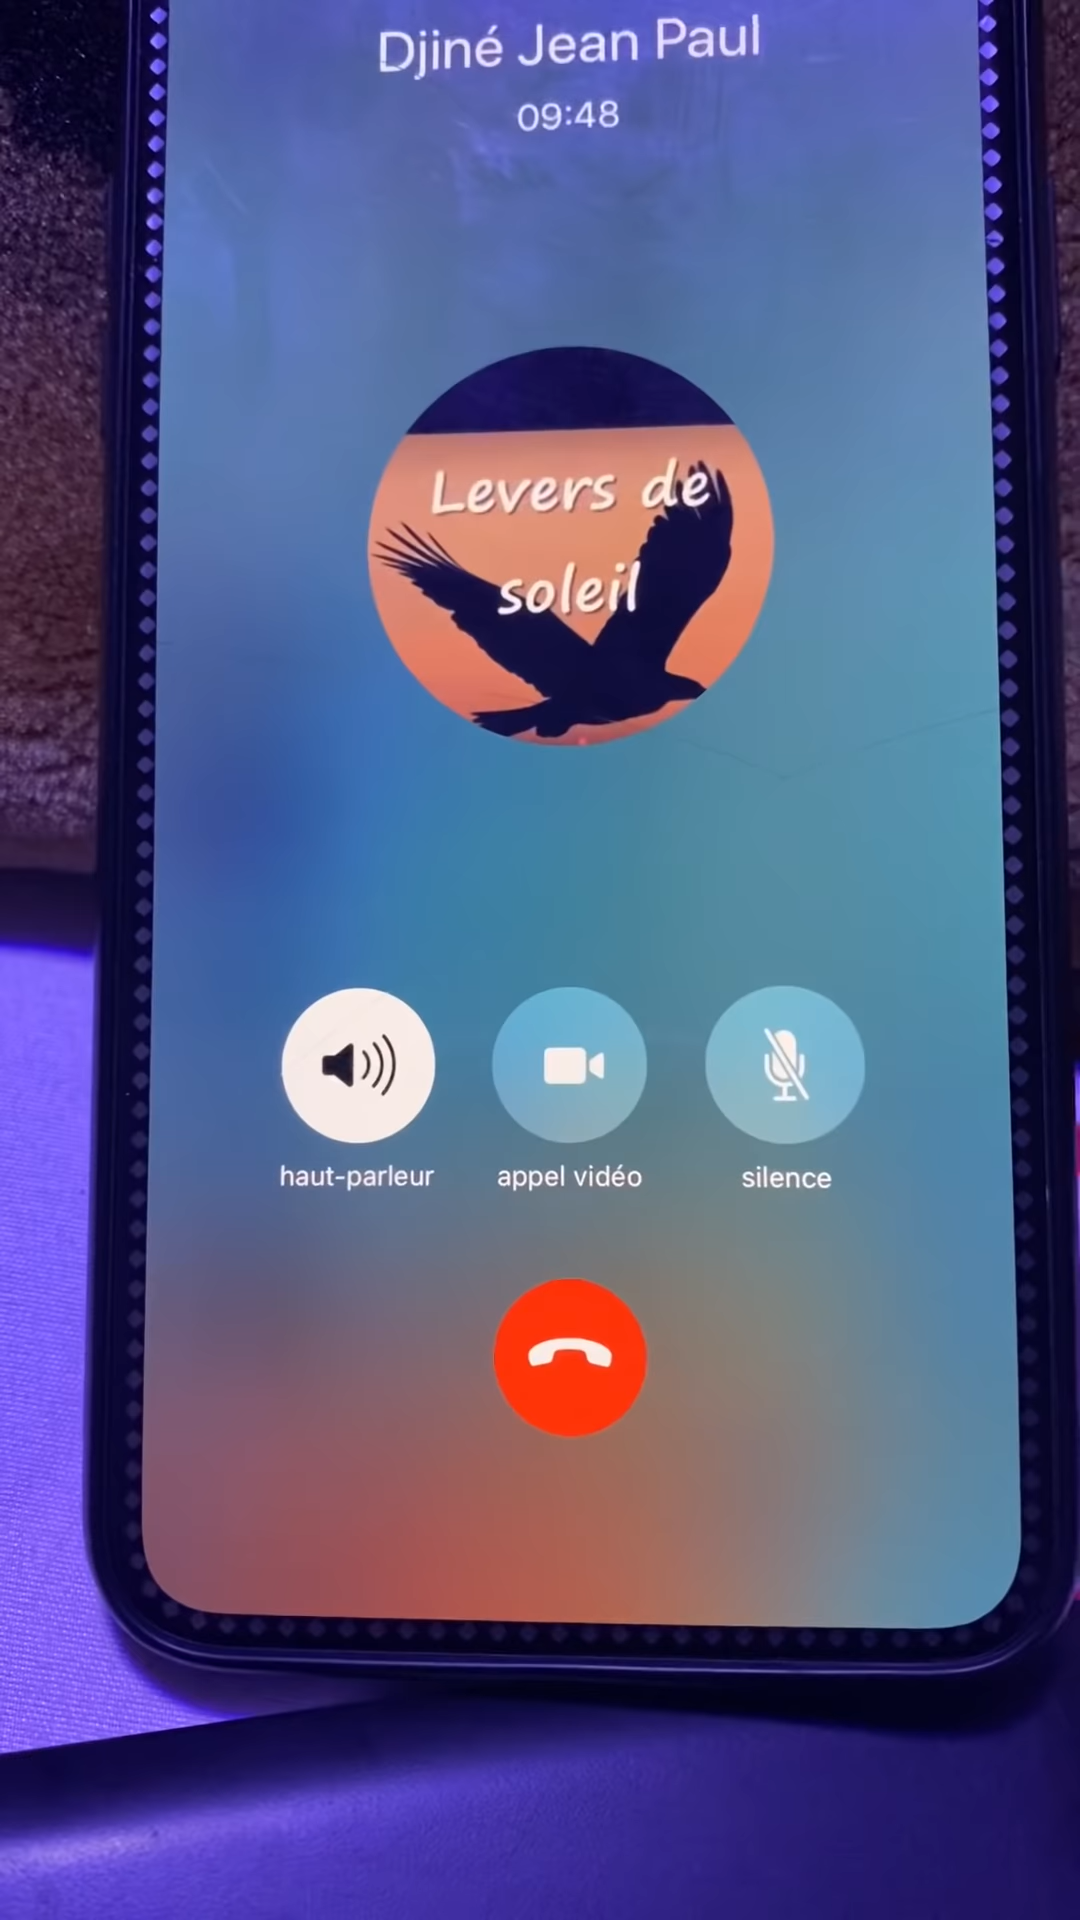 Djiné Jean Paul
09:48
Levers de
soleil
haut-parleur
appel vidéo
silence